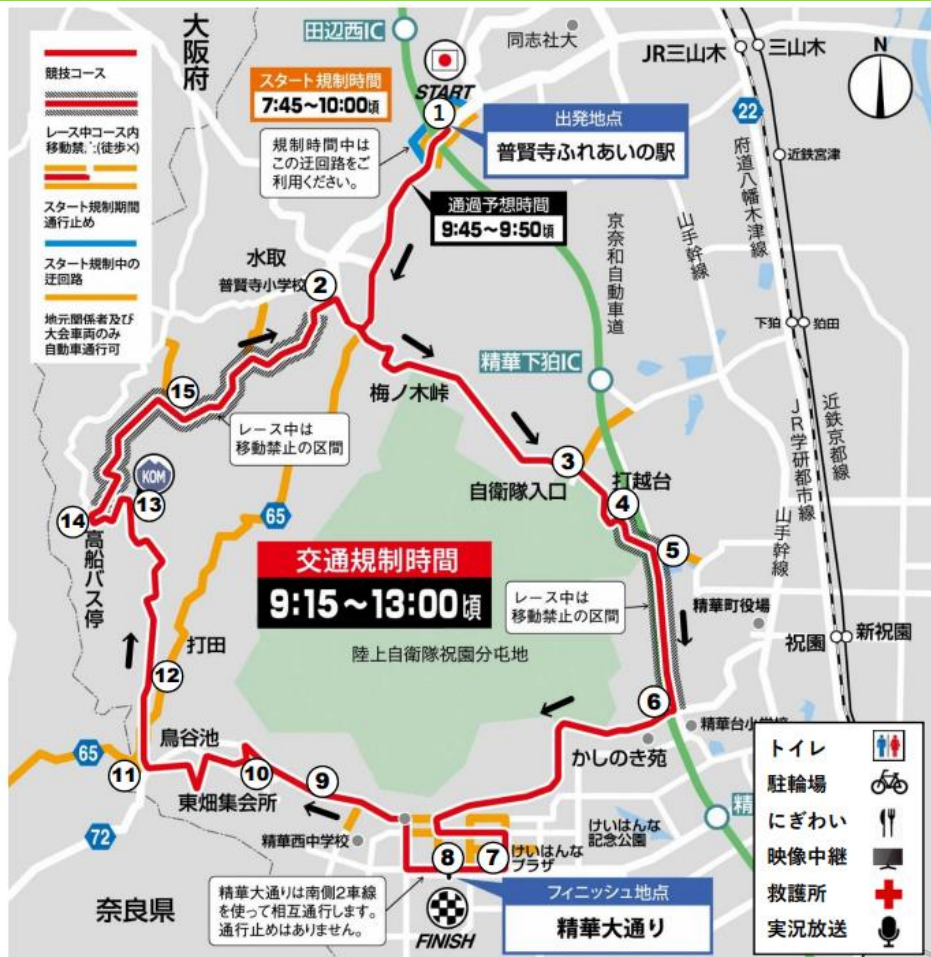 大阪府
田辺西IC
同志社大
JR三山木
三山木
N
競技コース
レース中コース内
移動禁:(徒歩×)
スタート規制期間
通行止め
スタート規制中の
迂回路
地元関係者及び
大会車両のみ
自動車通行可
スタート規制時間
7:45~10:00頃
START
1
出発地点
普賢寺ふれあいの駅
規制時間中は
この迂回路をご
利用ください。
通過予想時間
9:45~9:50頃
22
府道八幡木津線
近鉄宮津
山手幹線
京奈和自動車道
水取
普賢寺小学校
2
下狛
狛田
精華下狛IC
梅ノ木峠
15
レース中は
移動禁止の区間
近鉄京都線
JR学研都市線
山手幹線
3
自衛隊入口
打越台
4
KOM
13
14
高船バス停
65
5
交通規制時間
9:15~13:00頃
レース中は
移動禁止の区間
精華町役場
祝園
新祝園
打田
陸上自衛隊祝園分屯地
12
6
精華台小学校
かしのき苑
鳥谷池
65
11
10
9
東畑集会所
72
精華西中学校
8
7
けいはんな
プラザ
けいはんな
記念公園
精
精華大通りは南側2車線
を使って相互通行します。
通行止めはありません。
奈良県
FINISH
フィニッシュ地点
精華大通り
トイレ
駐輪場
にぎわい
映像中継
救護所
実況放送